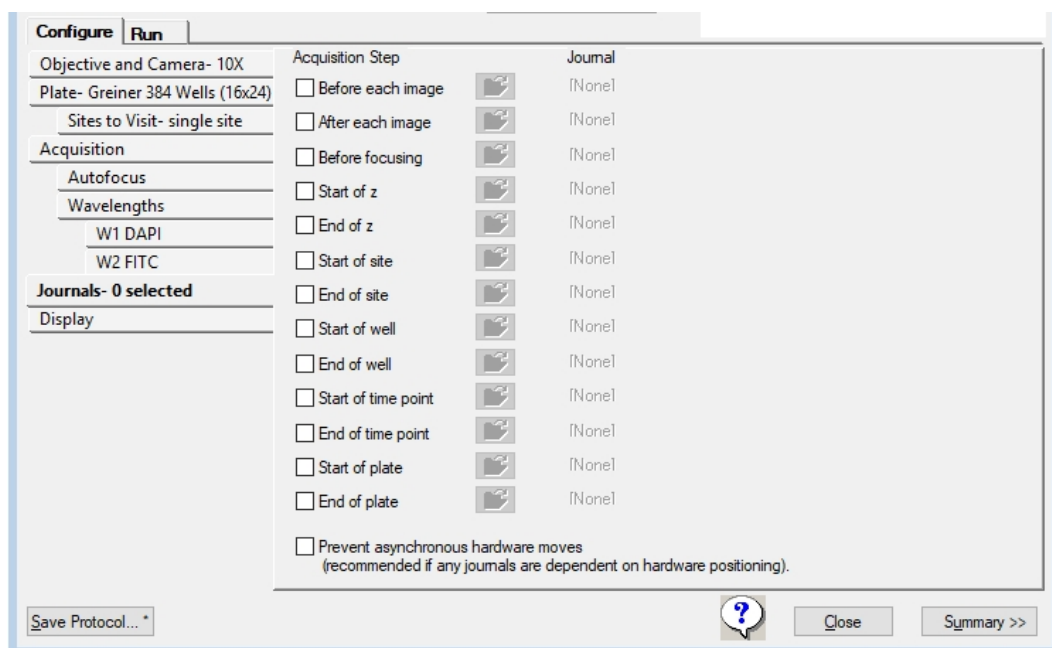 Configure Run
Objective and Camera- 10X
Plate- Greiner 384 Wells (16x24)
Sites to Visit- single site
Acquisition
Autofocus
Wavelengths
W1 DAPI
W2 FITC
Journals- 0 selected
Display
Acquisition Step Journal
Before each image [None]
After each image [None]
Before focusing [None]
Start of z [None]
End of z [None]
Start of site [None]
End of site [None]
Start of well [None]
End of well [None]
Start of time point [None]
End of time point [None]
Start of plate [None]
End of plate [None]
Prevent asynchronous hardware moves
(recommended if any journals are dependent on hardware positioning).
Save Protocol... * ? Close Summary >>